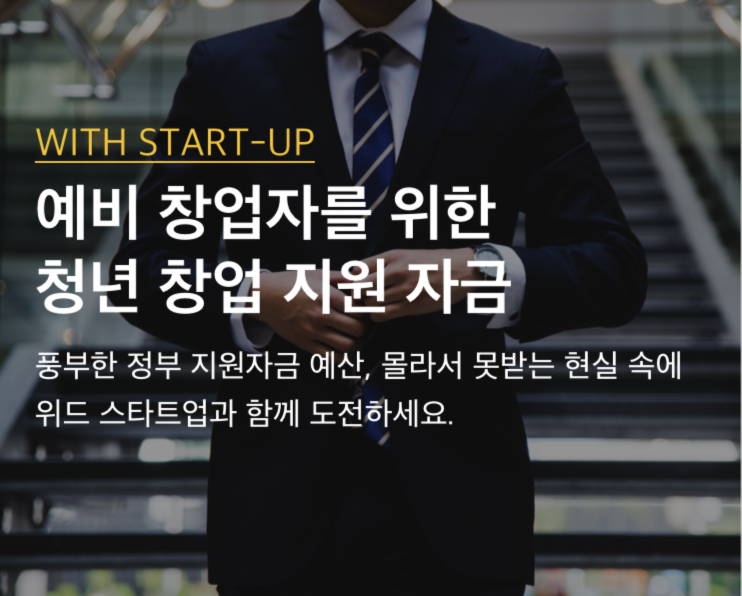 WITH START-UP
예비 창업자를 위한
청년 창업 지원 자금
풍부한 정부 지원자금 예산, 몰라서 못받는 현실 속에
위드 스타트업과 함께 도전하세요.